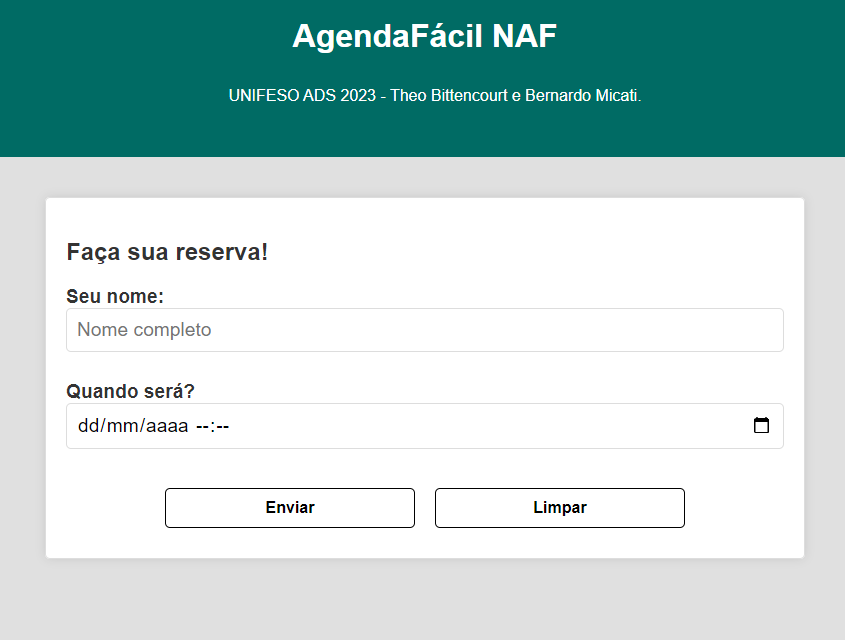 AgendaFácil NAF
UNIFESO ADS 2023 - Theo Bittencourt e Bernardo Micati.
Faça sua reserva!
Seu nome:
Nome completo
Quando será?
dd/mm/aaaa --:--
Enviar Limpar